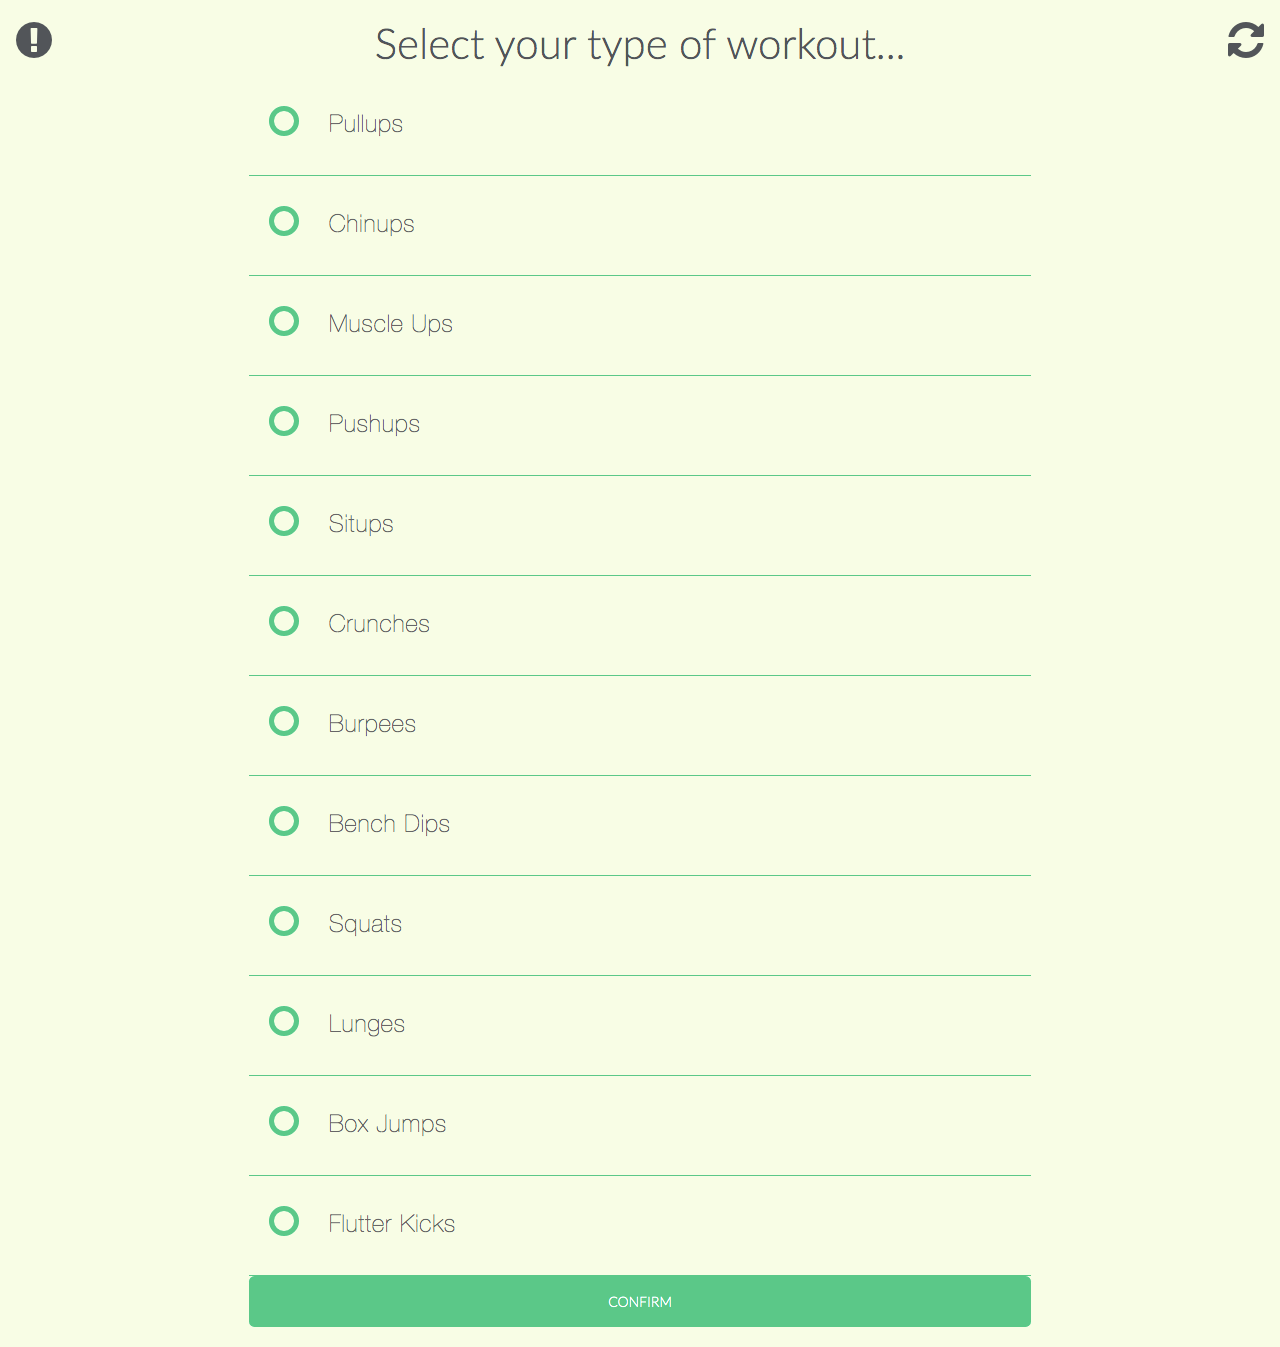 Select your type of workout...
Pullups
Chinups
Muscle Ups
Pushups
Situps
Crunches
Burpees
Bench Dips
Squats
Lunges
Box Jumps
Flutter Kicks
CONFIRM